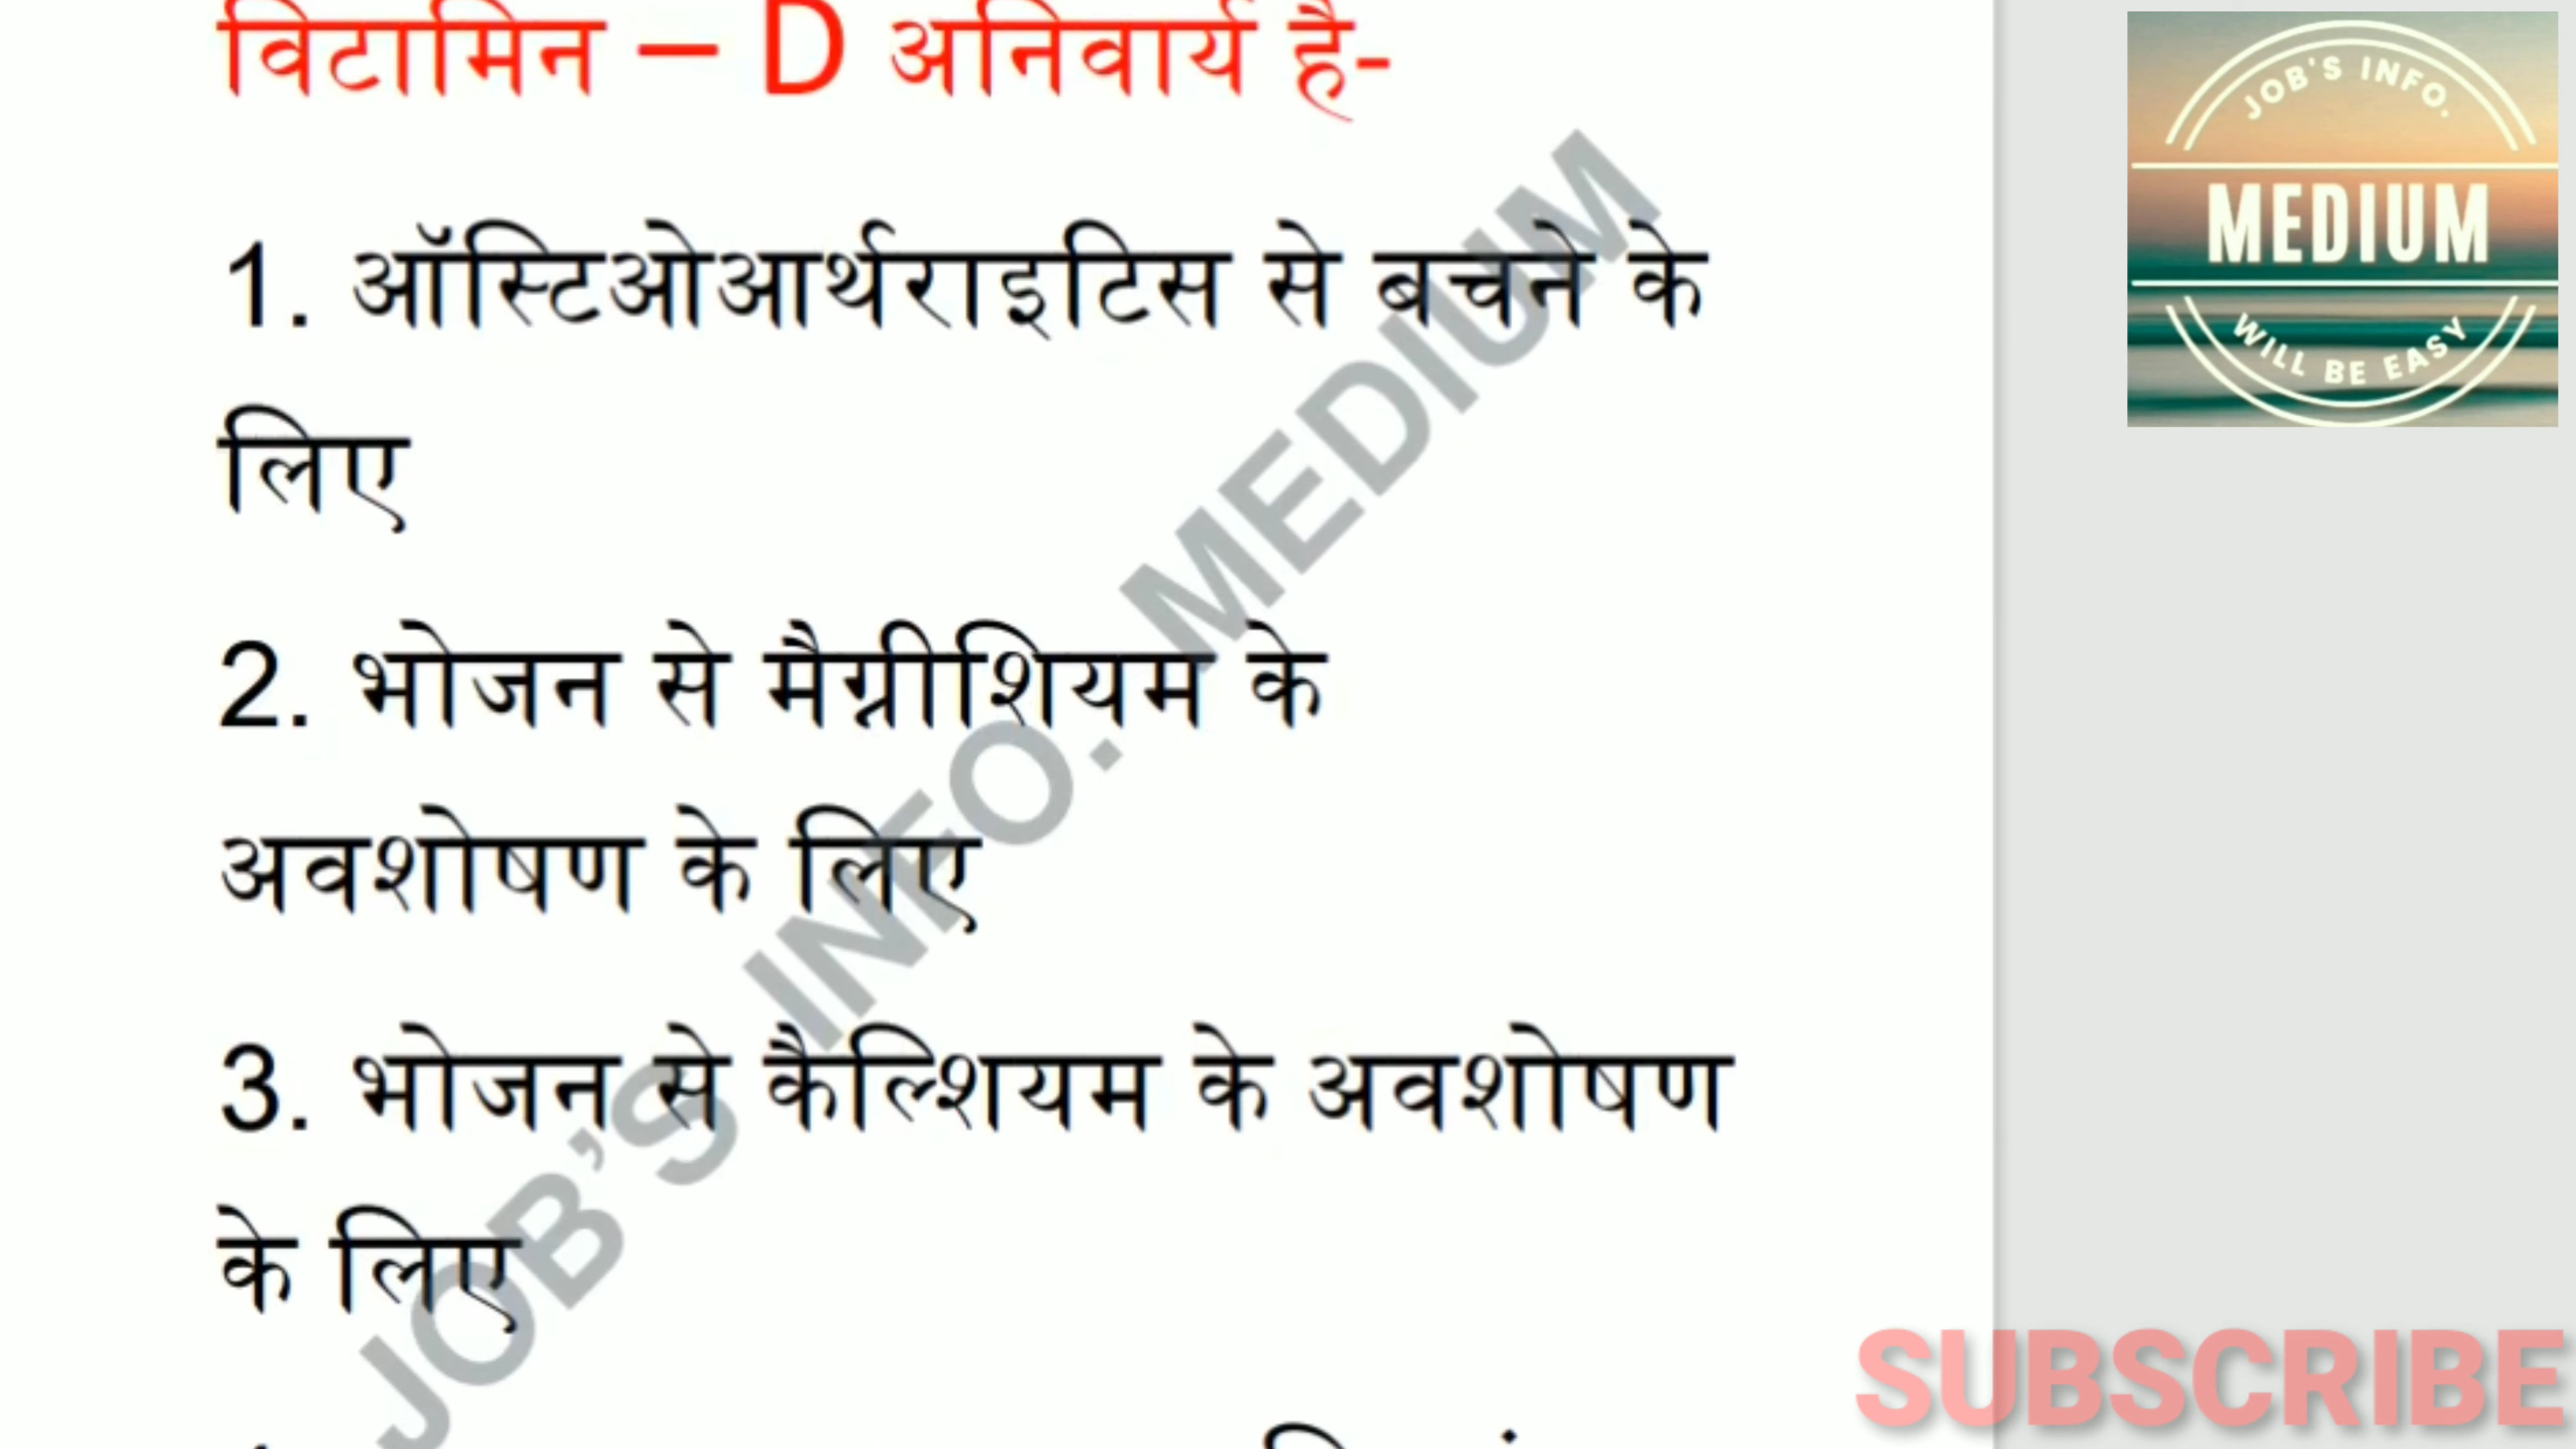 विटामिन – D अनिवार्य है-
1. ऑस्टिओआर्थराइटिस से बचने के
लिए
2. भोजन से मैग्नीशियम के
अवशोषण के लिए
3. भोजन से कैल्शियम के अवशोषण
के लिए
JOB'S INFO. MEDIUM
JOB'S INFO.
MEDIUM
WILL BE EASY
SUBSCRIBE